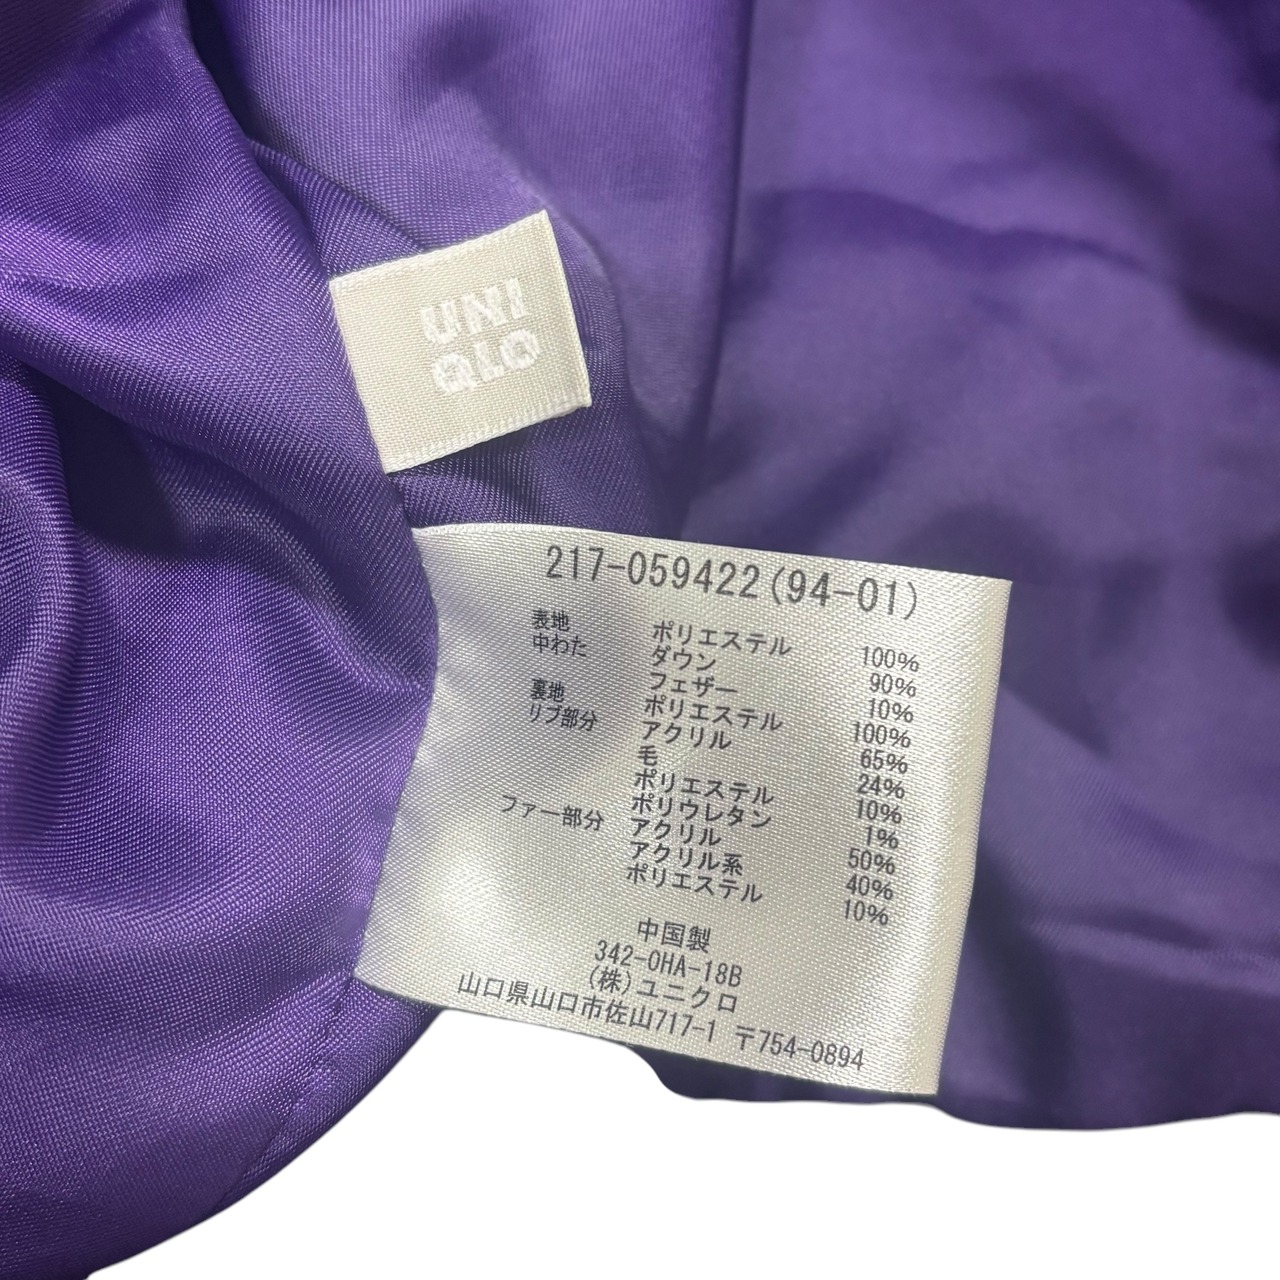 UNI
QLO
217-059422(94-01)
表地 ポリエステル 100%
中わた ダウン 90%
フェザー 10%
裏地 ポリエステル 100%
リブ部分 アクリル 65%
毛 24%
ポリエステル 10%
ポリウレタン 1%
ファー部分 アクリル 50%
アクリル系 40%
ポリエステル 10%
中国製
342-0HA-18B
(株)ユニクロ
山口県山口市佐山717-1 〒754-0894